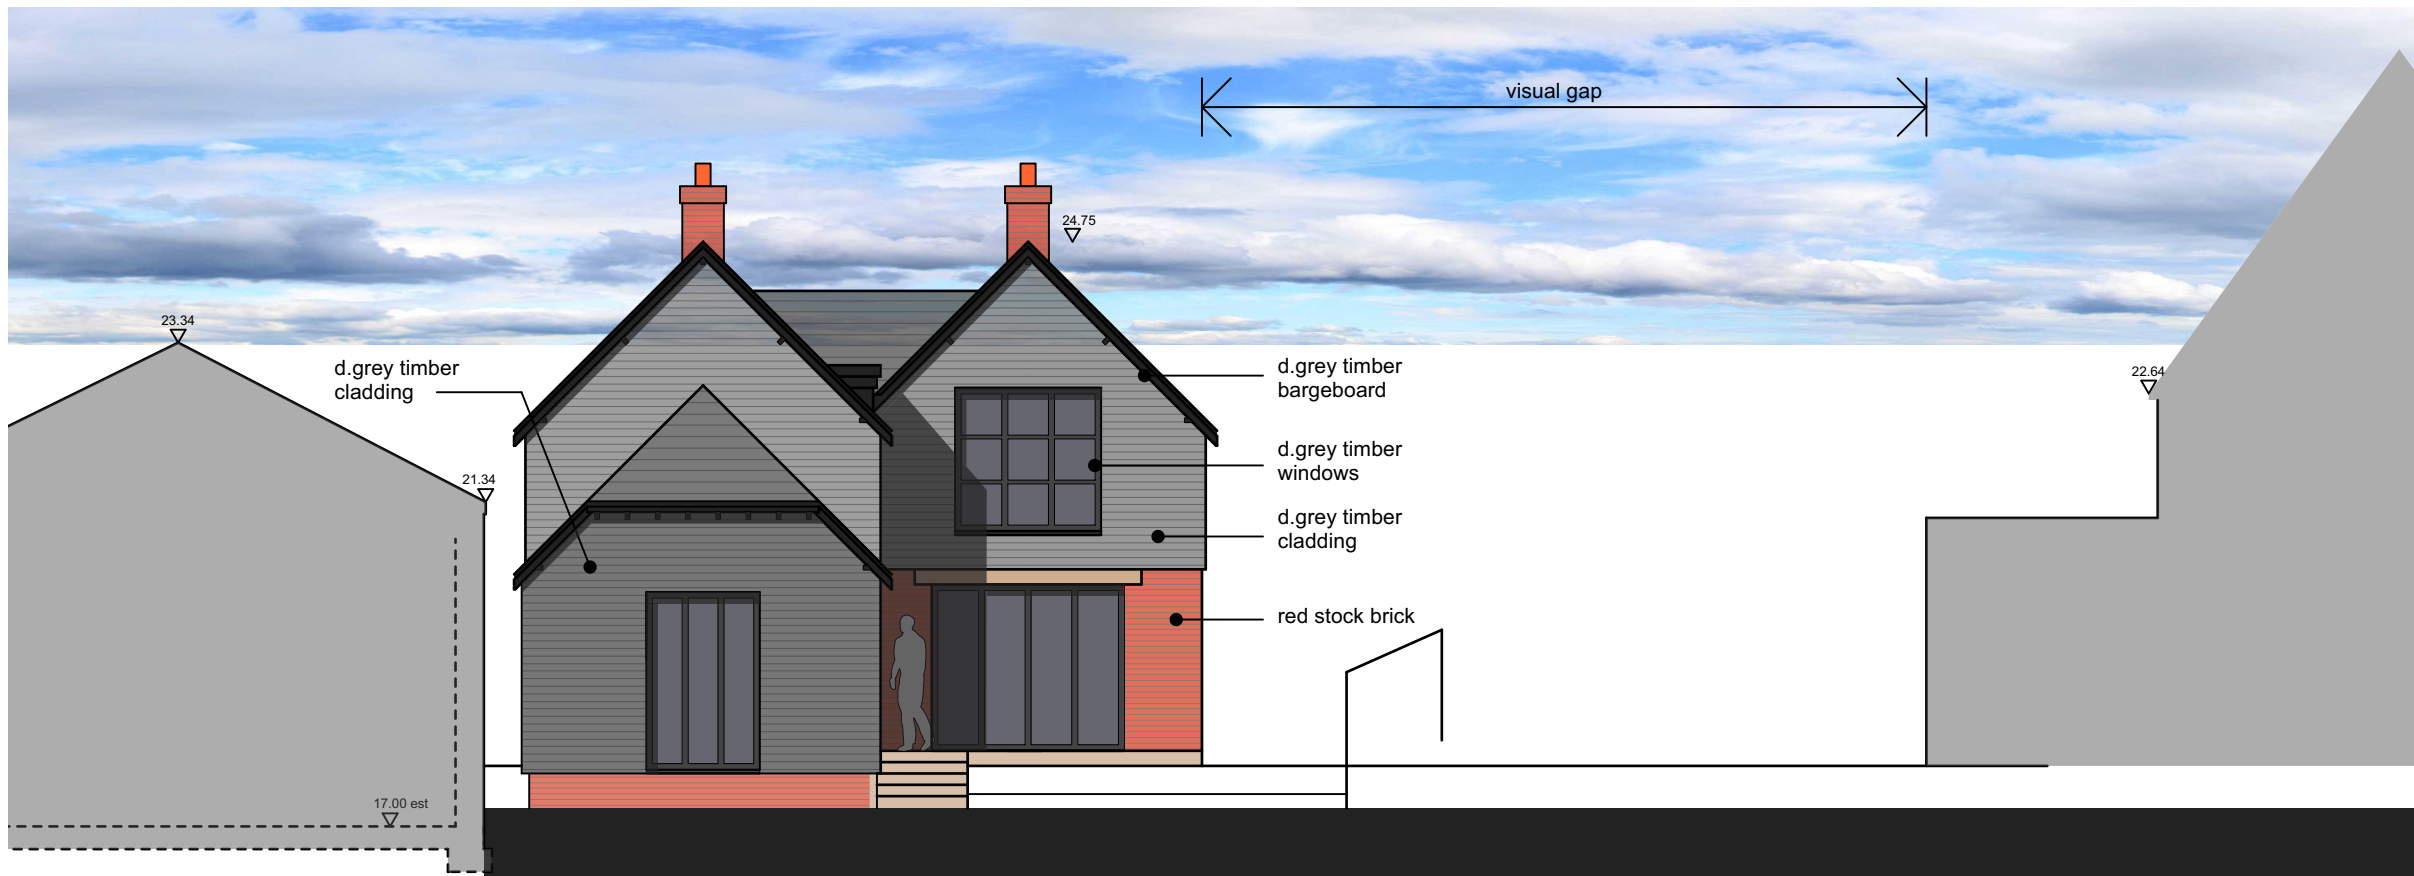 visual gap
24.75
23.34
d.grey timber
cladding
d.grey timber
bargeboard
22.64
d.grey timber
windows
21.34
d.grey timber
cladding
red stock brick
17.00 est